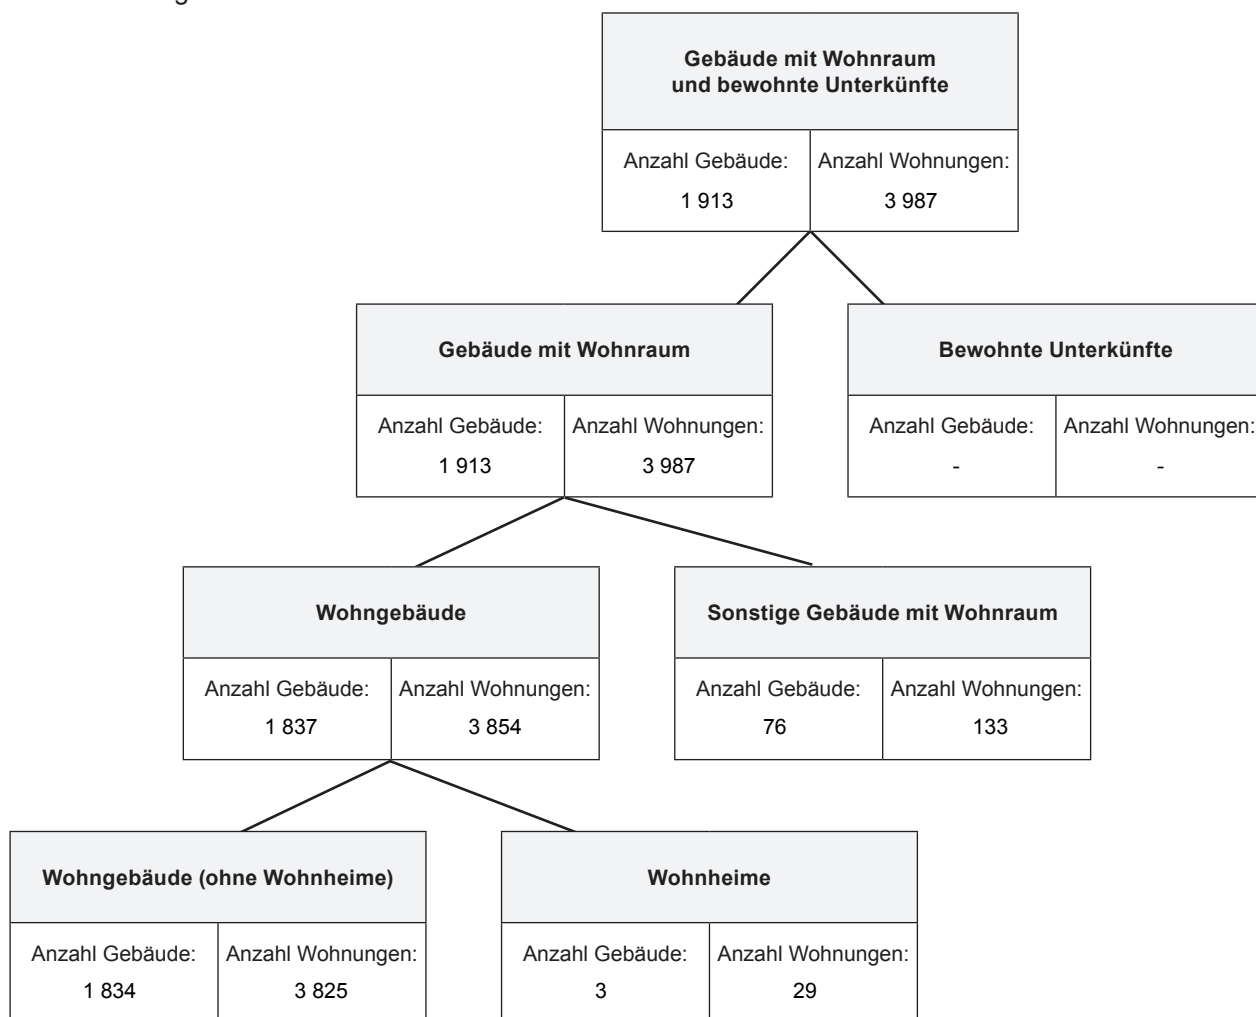 Gebäude mit Wohnraum
und bewohnte Unterkünfte
Anzahl Gebäude: Anzahl Wohnungen:
1 913 3 987
Gebäude mit Wohnraum Bewohnte Unterkünfte
Anzahl Gebäude: Anzahl Wohnungen: Anzahl Gebäude: Anzahl Wohnungen:
1 913 3 987 - -
Wohngebäude Sonstige Gebäude mit Wohnraum
Anzahl Gebäude: Anzahl Wohnungen: Anzahl Gebäude: Anzahl Wohnungen:
1 837 3 854 76 133
Wohngebäude (ohne Wohnheime) Wohnheime
Anzahl Gebäude: Anzahl Wohnungen: Anzahl Gebäude: Anzahl Wohnungen:
1 834 3 825 3 29